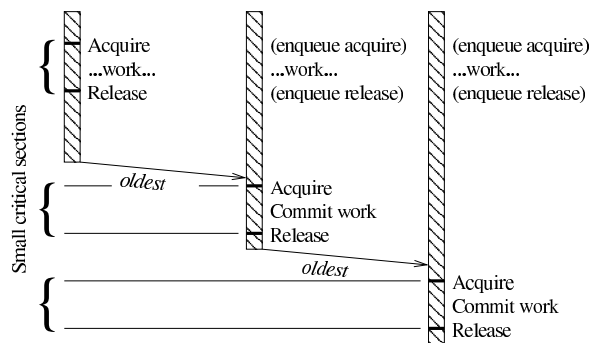 Acquire
...work...
Release
(enqueue acquire)
...work...
(enqueue release)
(enqueue acquire)
...work...
(enqueue release)
Small critical sections
oldest
Acquire
Commit work
Release
oldest
Acquire
Commit work
Release